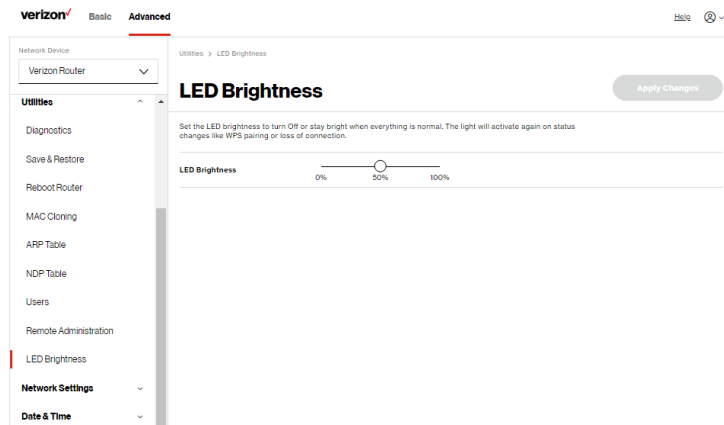 verizon✓ Basic Advanced Help
Network Device
Verizon Router
Utilities
Diagnostics
Save & Restore
Reboot Router
MAC Cloning
ARP Table
NDP Table
Users
Remote Administration
LED Brightness
Network Settings
Date & Time
Utilities > LED Brightness
LED Brightness
Apply Changes
Set the LED brightness to turn Off or stay bright when everything is normal. The light will activate again on status
changes like WPS pairing or loss of connection.
LED Brightness
0% 50% 100%